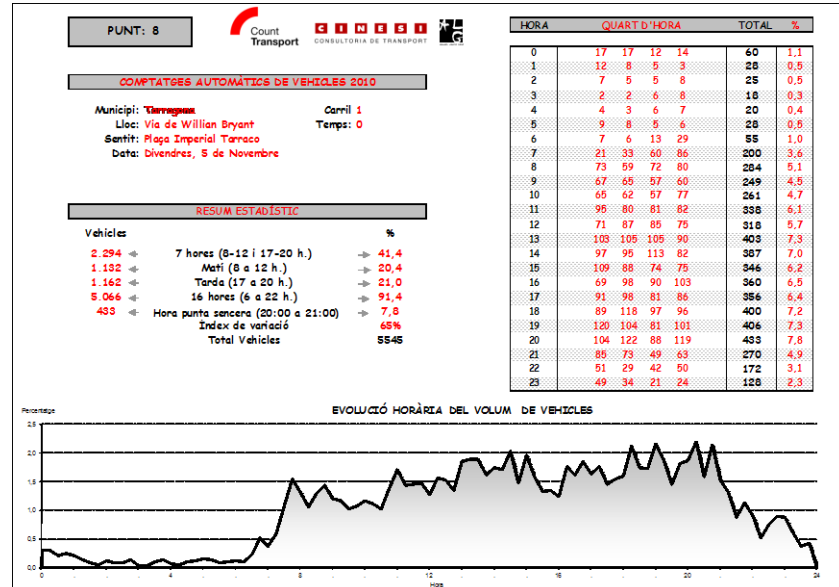 PUNT: 8
Count
Transport
CINESI
CONSULTORIA DE TRANSPORT
COMPTATGES AUTOMÀTICS DE VEHICLES 2010
Municipi: Tarragona Carril 1
Lloc: Via de Willian Bryant Temps: 0
Sentit: Plaça Imperial Tarraco
Data: Divendres, 5 de Novembre
RESUM ESTADÍSTIC
Vehicles %
2.294 7 hores (8-12 i 17-20 h.) 41,4
1.132 Matí (8 a 12 h.) 20,4
1.162 Tarda (17 a 20 h.) 21,0
5.066 16 hores (6 a 22 h.) 91,4
433 Hora punta sencera (20:00 a 21:00) 7,8
Índex de variació 65%
Total Vehicles 5545
HORA QUART D'HORA TOTAL %
0 17 17 12 14 60 1,1
1 12 8 5 3 28 0,5
2 7 5 5 8 25 0,5
3 2 2 6 8 18 0,3
4 4 3 6 7 20 0,4
5 9 8 5 6 28 0,5
6 7 6 13 29 55 1,0
7 21 33 60 86 200 3,6
8 73 59 72 80 284 5,1
9 67 65 57 60 249 4,5
10 65 62 57 77 261 4,7
11 95 80 81 82 338 6,1
12 71 87 85 75 318 5,7
13 103 105 105 90 403 7,3
14 97 95 113 82 387 7,0
15 109 88 74 75 346 6,2
16 69 98 90 103 360 6,5
17 91 98 81 86 356 6,4
18 89 118 97 96 400 7,2
19 120 104 81 101 406 7,3
20 104 122 88 119 433 7,8
21 85 73 49 63 270 4,9
22 51 29 42 50 172 3,1
23 49 34 21 24 128 2,3
EVOLUCIÓ HORÀRIA DEL VOLUM DE VEHICLES
Percentatge
2,5
2,0
1,5
1,0
0,5
0,0
0 4 8 12 16 20 24
Hora